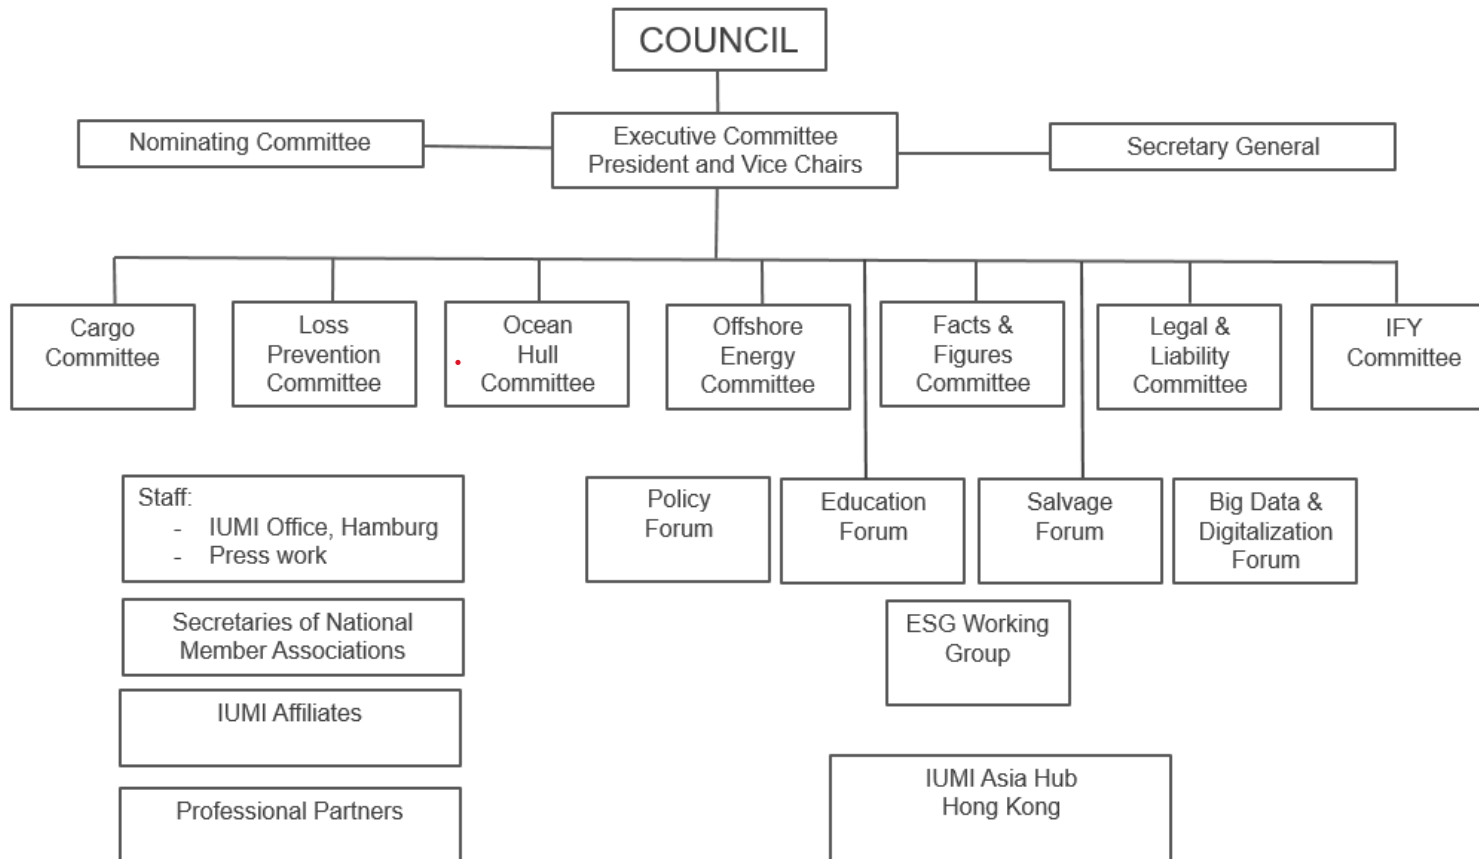 COUNCIL
Nominating Committee
Executive Committee
President and Vice Chairs
Secretary General
Cargo
Committee
Loss
Prevention
Committee
Ocean
Hull
Committee
Offshore
Energy
Committee
Facts &
Figures
Committee
Legal &
Liability
Committee
IFY
Committee
Staff:
- IUMI Office, Hamburg
- Press work
Policy
Forum
Education
Forum
Salvage
Forum
Big Data &
Digitalization
Forum
Secretaries of National
Member Associations
ESG Working
Group
IUMI Affiliates
IUMI Asia Hub
Hong Kong
Professional Partners